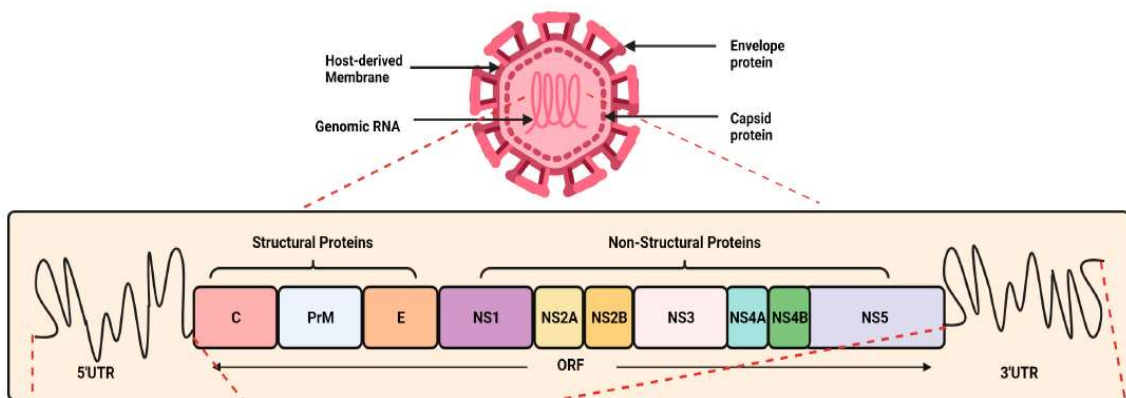 Host-derived
Membrane
Envelope
protein
Genomic RNA
Capsid
protein
Structural Proteins
Non-Structural Proteins
C
PrM
E
NS1
NS2A
NS2B
NS3
NS4A
NS4B
NS5
5'UTR
ORF
3'UTR